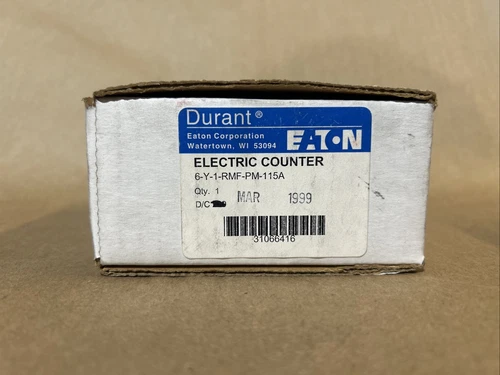 Durant®
Eaton Corporation
Watertown, WI 53094
EATON
ELECTRIC COUNTER
6-Y-1-RMF-PM-115A
Qty. 1
D/C MAR 1999
31066416